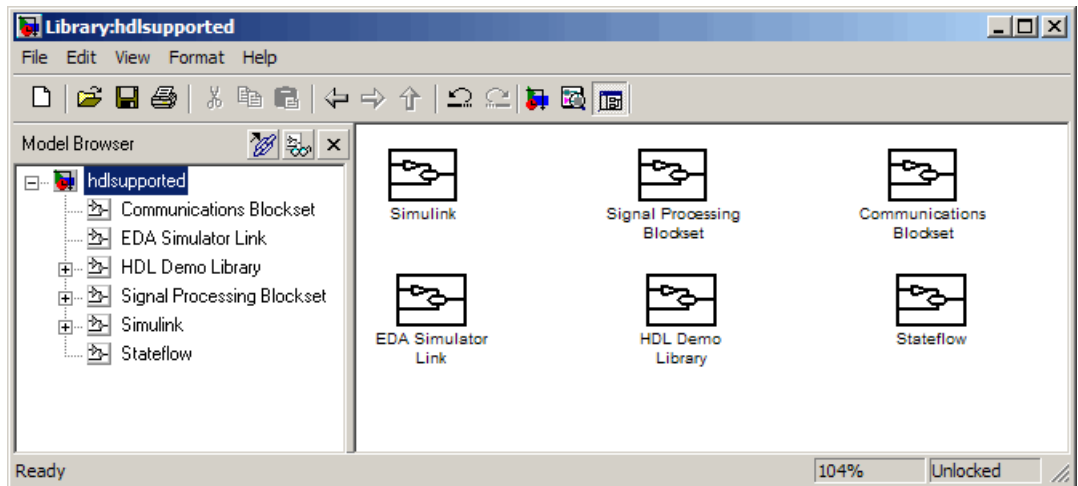 Library:hdlsupported
File Edit View Format Help
Model Browser
hdlsupported
Communications Blockset
EDA Simulator Link
HDL Demo Library
Signal Processing Blockset
Simulink
Stateflow
Simulink
Signal Processing
Blockset
Communications
Blockset
EDA Simulator
Link
HDL Demo
Library
Stateflow
Ready
104%
Unlocked